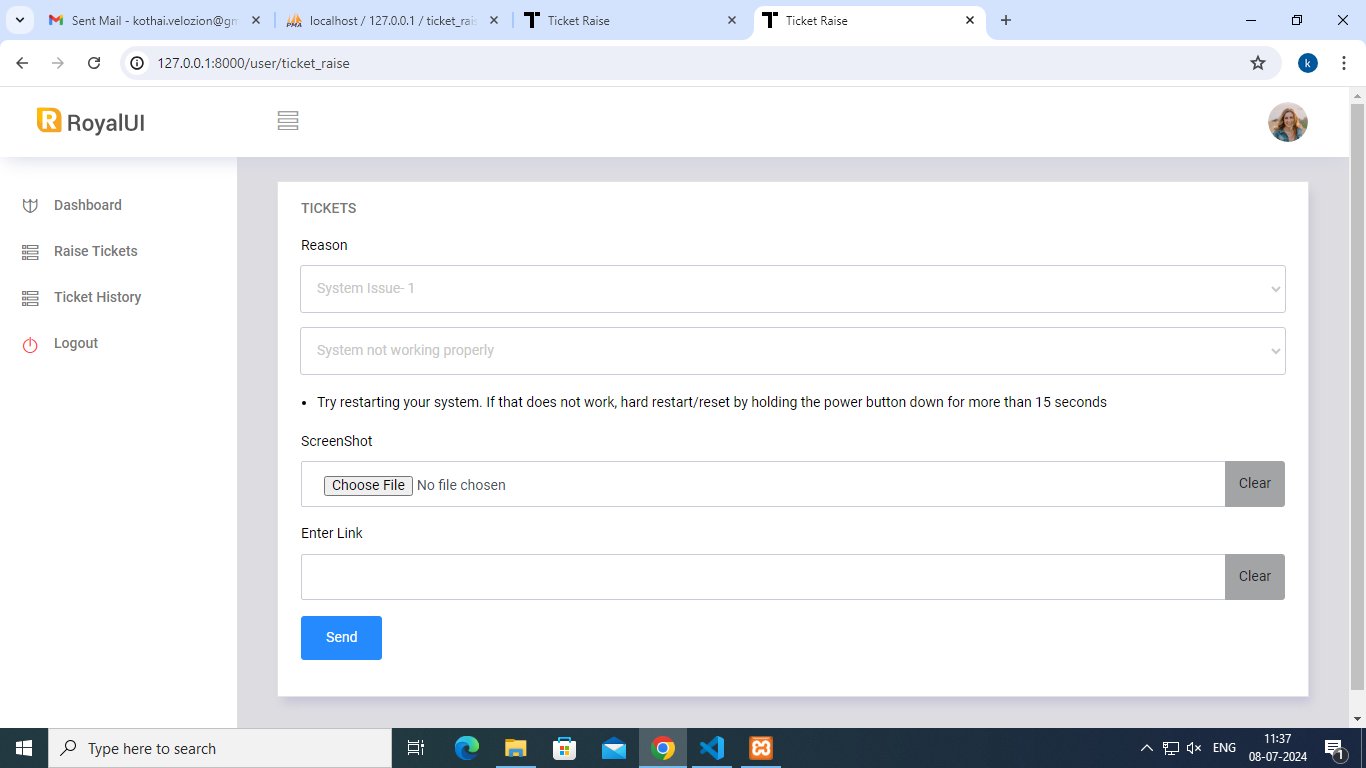 Sent Mail - kothai.velozion@gm
localhost / 127.0.0.1 / ticket_rais
Ticket Raise
Ticket Raise
127.0.0.1:8000/user/ticket_raise
k
R RoyalUI
Dashboard
Raise Tickets
Ticket History
Logout
TICKETS
Reason
System Issue- 1
System not working properly
• Try restarting your system. If that does not work, hard restart/reset by holding the power button down for more than 15 seconds
ScreenShot
Choose File No file chosen
Clear
Enter Link
Clear
Send
Type here to search
ENG
11:37
08-07-2024
1